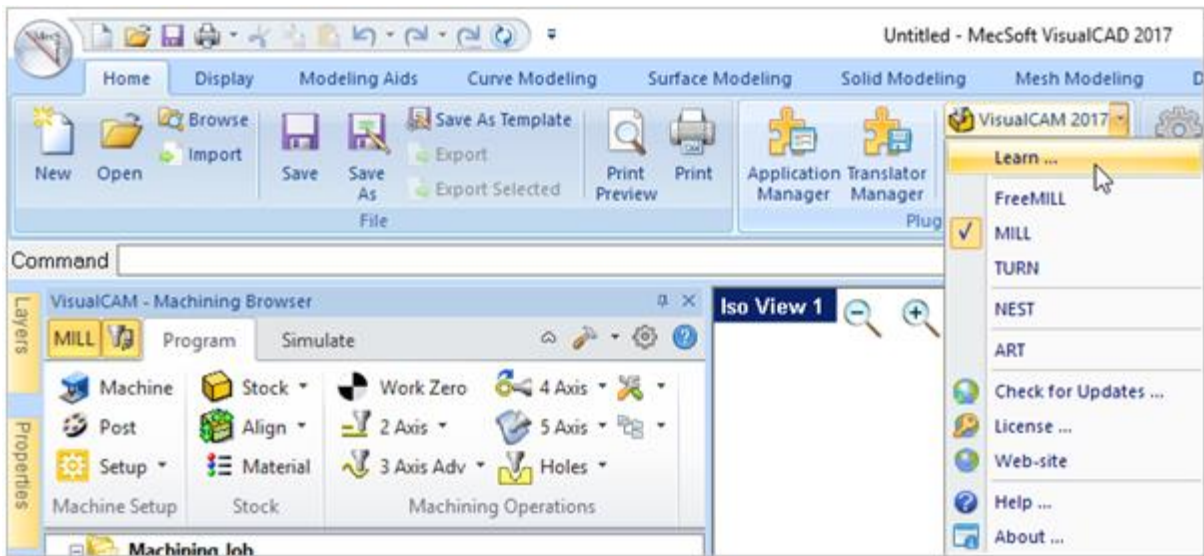 Untitled - MecSoft VisualCAD 2017
Home Display Modeling Aids Curve Modeling Surface Modeling Solid Modeling Mesh Modeling D
New
Open
Browse
Import
Save
Save As
Save As Template
Export
Export Selected
Print Preview
Print
File
Application Manager
Translator Manager
Plug
VisualCAM 2017
Learn ...
FreeMILL
MILL
TURN
NEST
ART
Check for Updates ...
License ...
Web-site
Help ...
About ...
Command
Layers
Properties
VisualCAM - Machining Browser
MILL Program Simulate
Machine
Post
Setup
Machine Setup
Stock
Align
Material
Stock
Work Zero 4 Axis
2 Axis 5 Axis
3 Axis Adv Holes
Machining Operations
Machining Job
Iso View 1